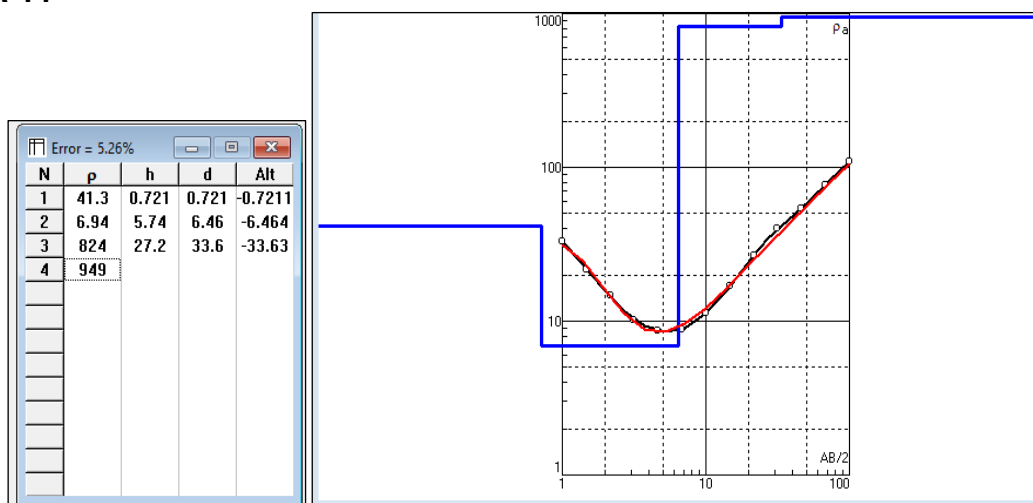 Error = 5.26%
N ρ h d Alt
1 41.3 0.721 0.721 -0.7211
2 6.94 5.74 6.46 -6.464
3 824 27.2 33.6 -33.63
4 949
1000
ρa
100
10
1
AB/2
1 10 100